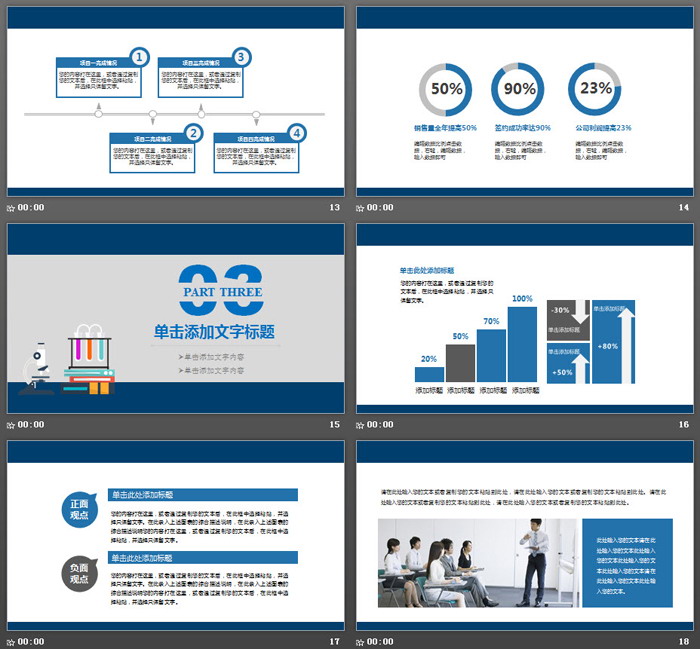 项目一完成情况
1
您的内容打在这里，或者通过复制
您的文本后，在此框中选择粘贴，
并选择只保留文字。
项目三完成情况
3
您的内容打在这里，或者通过复制
您的文本后，在此框中选择粘贴，
并选择只保留文字。
项目二完成情况
2
您的内容打在这里，或者通过复制
您的文本后，在此框中选择粘贴，
并选择只保留文字。
项目四完成情况
4
您的内容打在这里，或者通过复制
您的文本后，在此框中选择粘贴，
并选择只保留文字。
00:00
13
50%
90%
23%
销售量全年提高50%
签约成功率达90%
公司利润提高23%
编辑数据比例点击数
据，右键，编辑数据，
输入数据即可
编辑数据比例点击数
据，右键，编辑数据，
输入数据即可
编辑数据比例点击数
据，右键，编辑数据，
输入数据即可
00:00
14
03
PART THREE
单击添加文字标题
➢单击添加文字内容
➢单击添加文字内容
00:00
15
单击此处添加标题
您的内容打在这里，或者通过复制您的
文本后，在此框中选择粘贴，并选择只
保留文字。
20%
50%
70%
100%
添加标题
添加标题
添加标题
添加标题
-30%
单击添加标题
单击添加标题
+50%
单击添加标题
+80%
00:00
16
正面
观点
单击此处添加标题
您的内容打在这里，或者通过复制您的文本后，在此框中选择粘贴，并选
择只保留文字。在此录入上述图表的综合描述说明，在此录入上述图表的
综合描述说明您的内容打在这里，或者通过复制您的文本后，在此框中选
择粘贴，并选择只保留文字。
负面
观点
单击此处添加标题
您的内容打在这里，或者通过复制您的文本后，在此框中选择粘贴，并选
择只保留文字。在此录入上述图表的综合描述说明，在此录入上述图表的
综合描述说明您的内容打在这里，或者通过复制您的文本后，在此框中选
择粘贴，并选择只保留文字。
00:00
17
请在此处输入您的文本或者复制您的文本粘贴到此处，请在此处输入您的文本或者复制您的文本粘贴到此处。请在此
处输入您的文本或者复制您的文本粘贴到此处，请在此处输入您的文本或者复制您的文本粘贴到此处。
此处输入您的文本请在此
处输入您的文本此处输入
您的文本此处输入您的文
本此处输入您的文本请在
此处输入您的文本此处输
入您的文本。
00:00
18